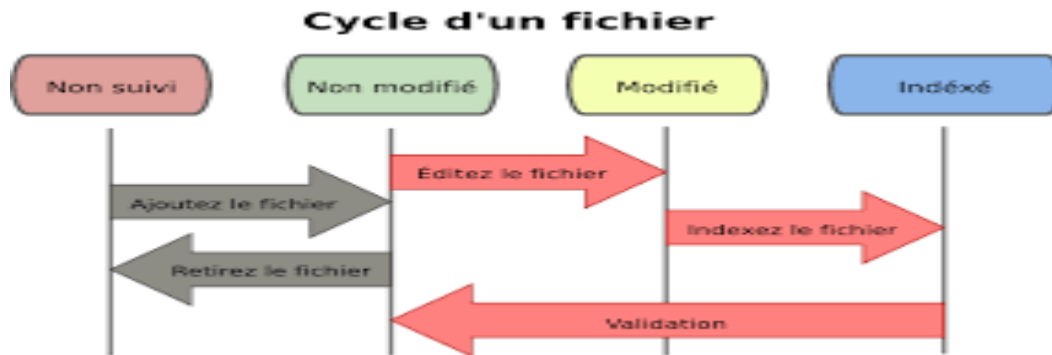 Cycle d'un fichier
Non suivi
Non modifié
Modifié
Indéxé
Éditez le fichier
Ajoutez le fichier
Indexez le fichier
Retirez le fichier
Validation